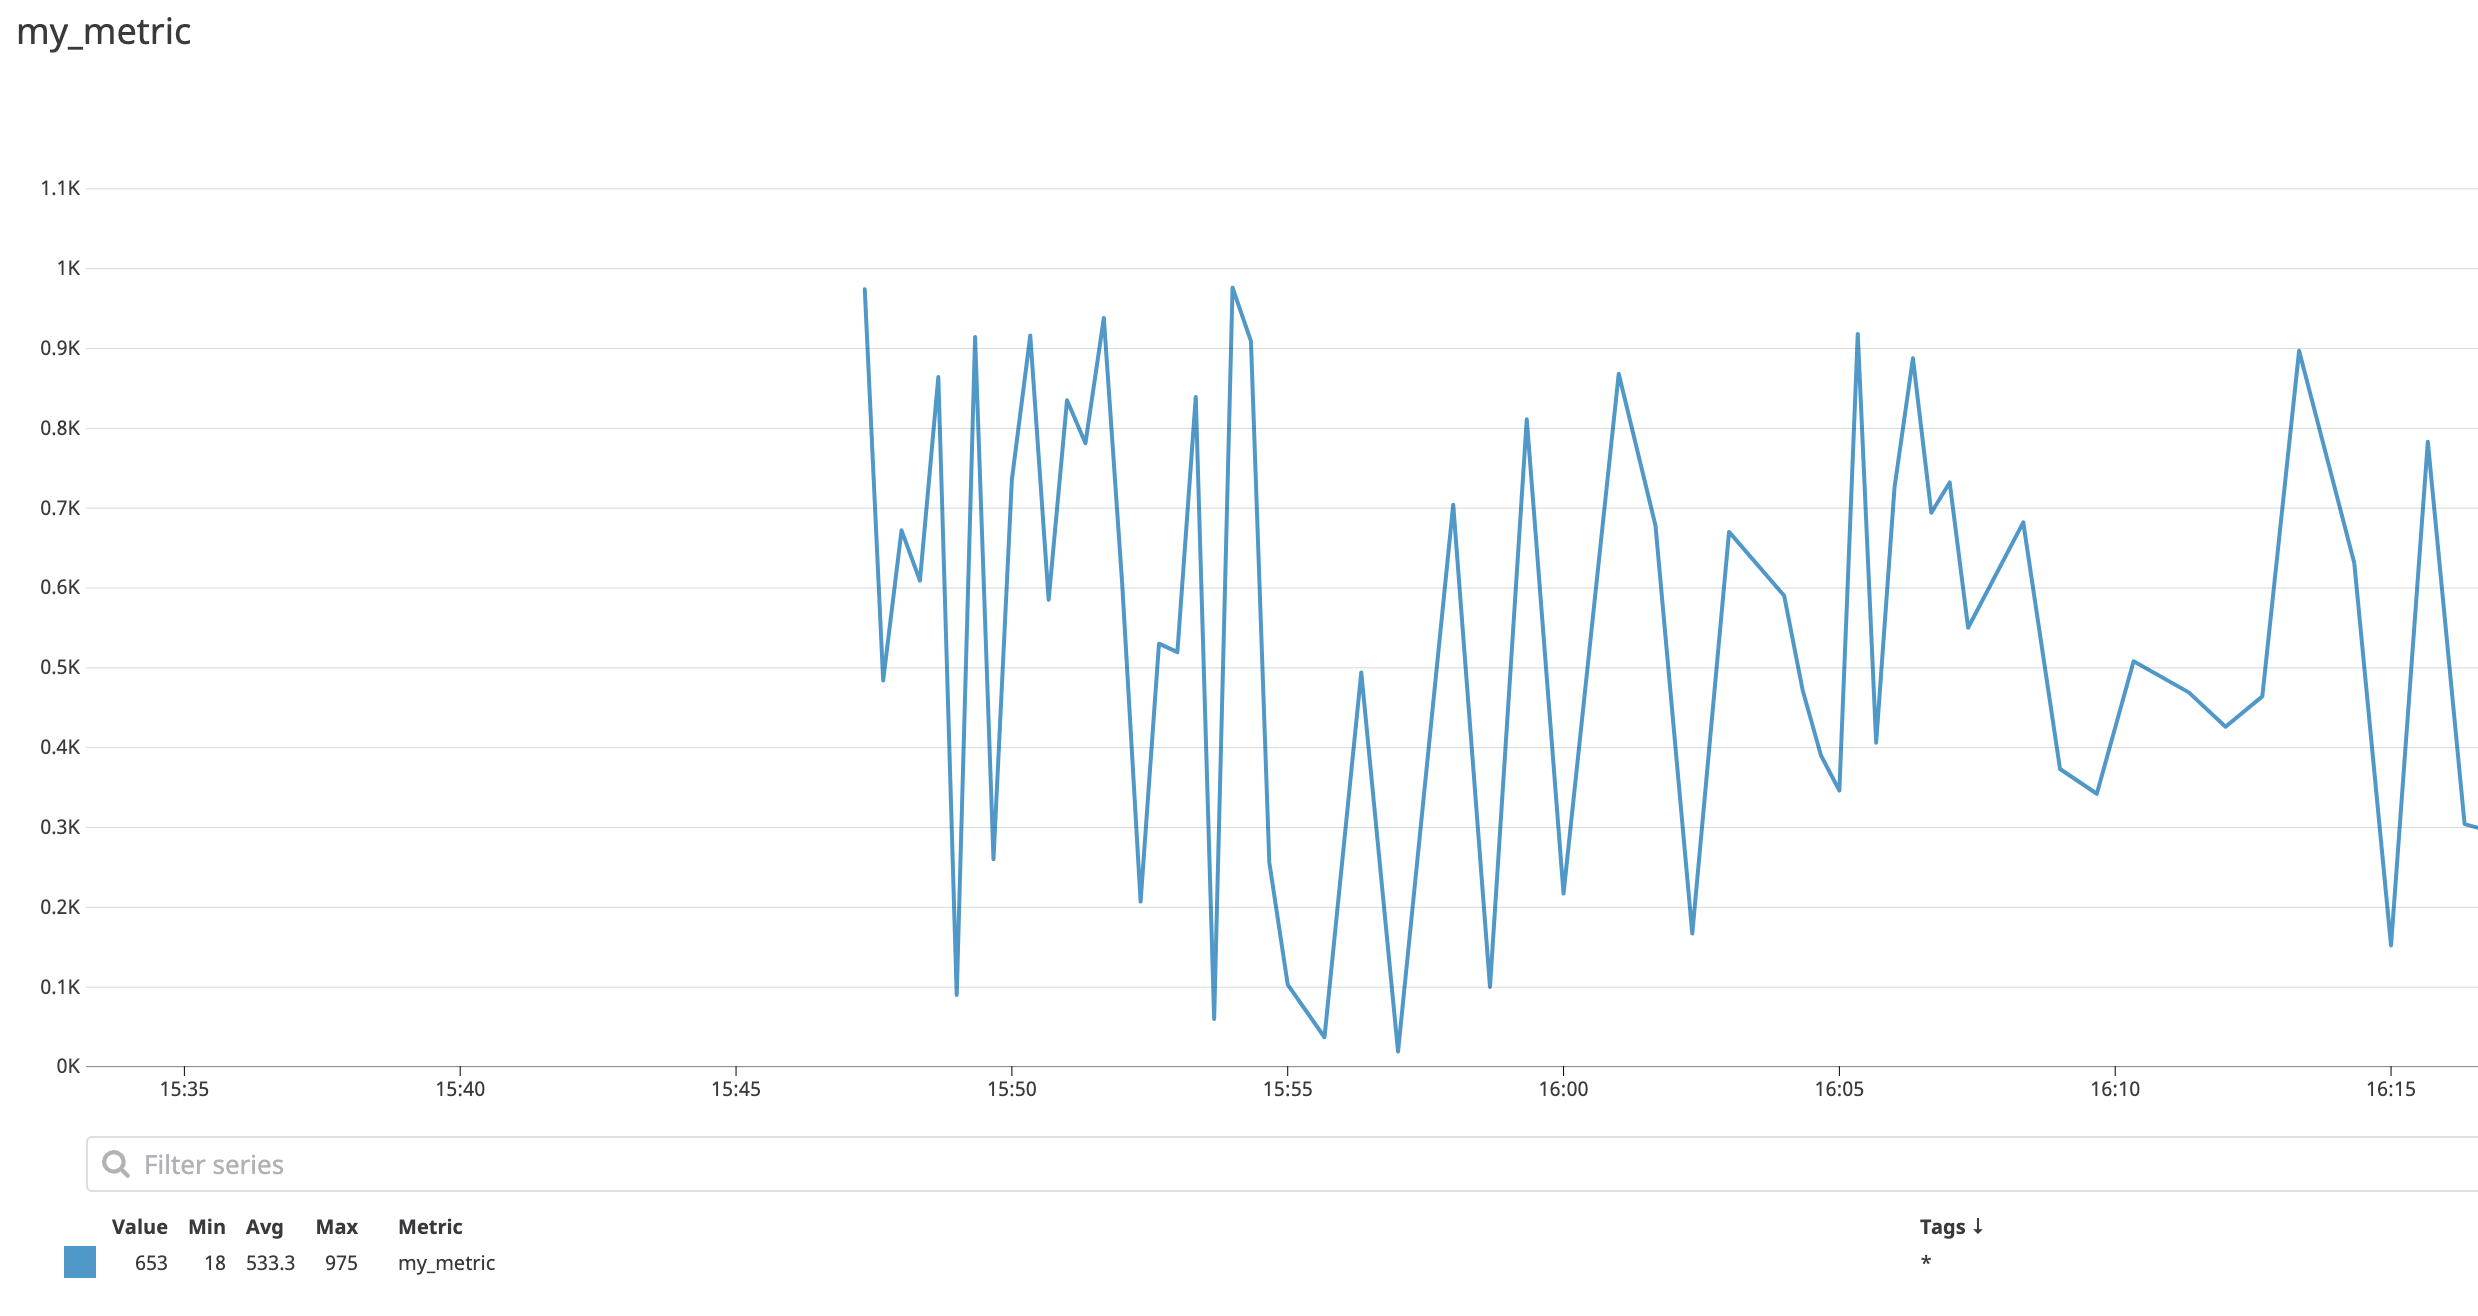 my_metric
1.1K
1K
0.9K
0.8K
0.7K
0.6K
0.5K
0.4K
0.3K
0.2K
0.1K
0K
15:35 15:40 15:45 15:50 15:55 16:00 16:05 16:10 16:15
Filter series
Value Min Avg Max Metric Tags ↓
653 18 533.3 975 my_metric *